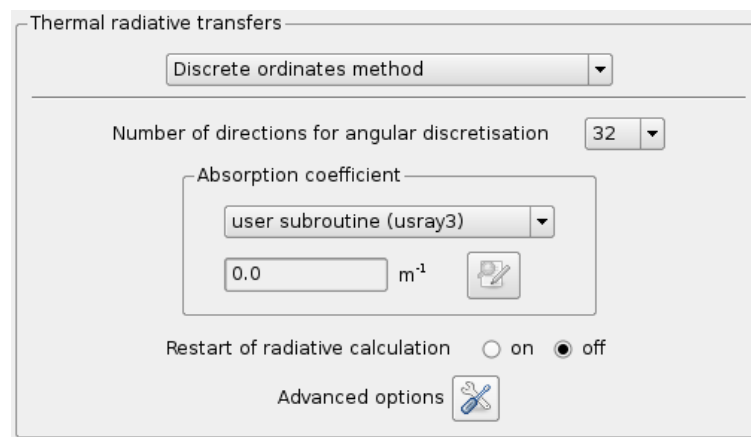 Thermal radiative transfers
Discrete ordinates method
Number of directions for angular discretisation 32
Absorption coefficient
user subroutine (usray3)
0.0 m⁻¹
Restart of radiative calculation on off
Advanced options